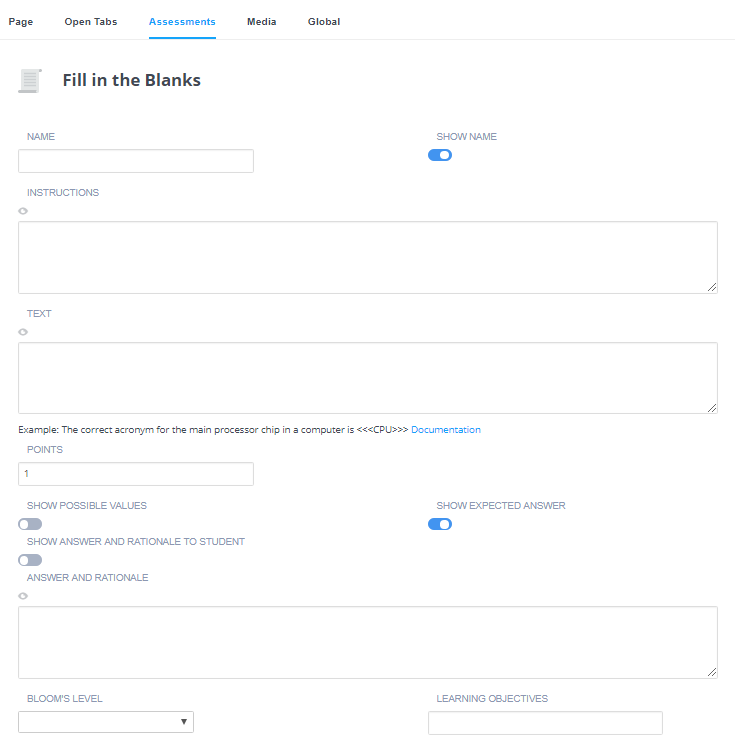 Page Open Tabs Assessments Media Global
Fill in the Blanks
NAME SHOW NAME
INSTRUCTIONS
TEXT
Example: The correct acronym for the main processor chip in a computer is <<<CPU>>> Documentation
POINTS
1
SHOW POSSIBLE VALUES SHOW EXPECTED ANSWER
SHOW ANSWER AND RATIONALE TO STUDENT
ANSWER AND RATIONALE
BLOOM'S LEVEL LEARNING OBJECTIVES